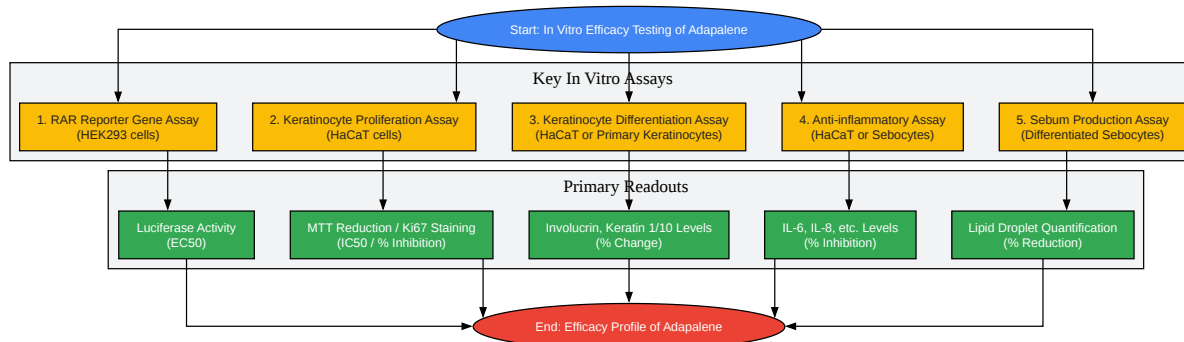 Start: In Vitro Efficacy Testing of Adapalene
Key In Vitro Assays
1. RAR Reporter Gene Assay
(HEK293 cells)
2. Keratinocyte Proliferation Assay
(HaCaT cells)
3. Keratinocyte Differentiation Assay
(HaCaT or Primary Keratinocytes)
4. Anti-inflammatory Assay
(HaCaT or Sebocytes)
5. Sebum Production Assay
(Differentiated Sebocytes)
Primary Readouts
Luciferase Activity
(EC50)
MTT Reduction / Ki67 Staining
(IC50 / % Inhibition)
Involucrin, Keratin 1/10 Levels
(% Change)
IL-6, IL-8, etc. Levels
(% Inhibition)
Lipid Droplet Quantification
(% Reduction)
End: Efficacy Profile of Adapalene